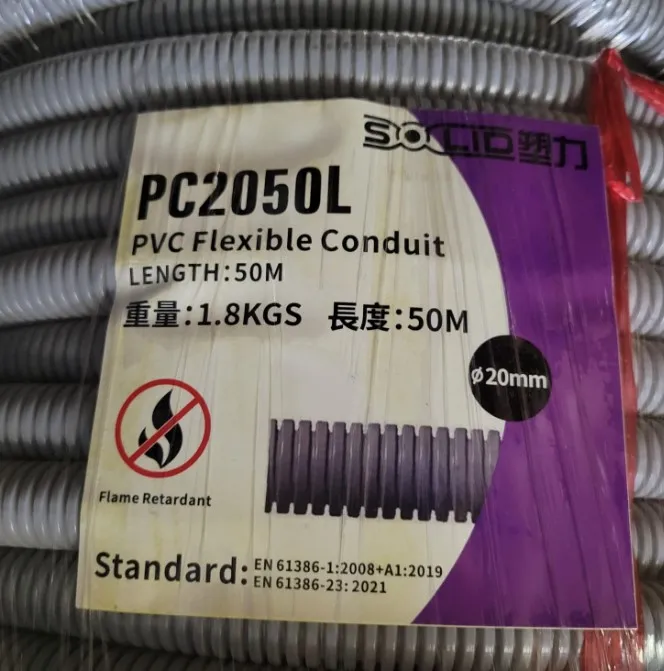 SOLLID塑力
PC2050L
PVC Flexible Conduit
LENGTH:50M
重量:1.8KGS 長度:50M
ø20mm
Flame Retardant
Standard: EN 61386-1:2008+A1:2019
EN 61386-23: 2021